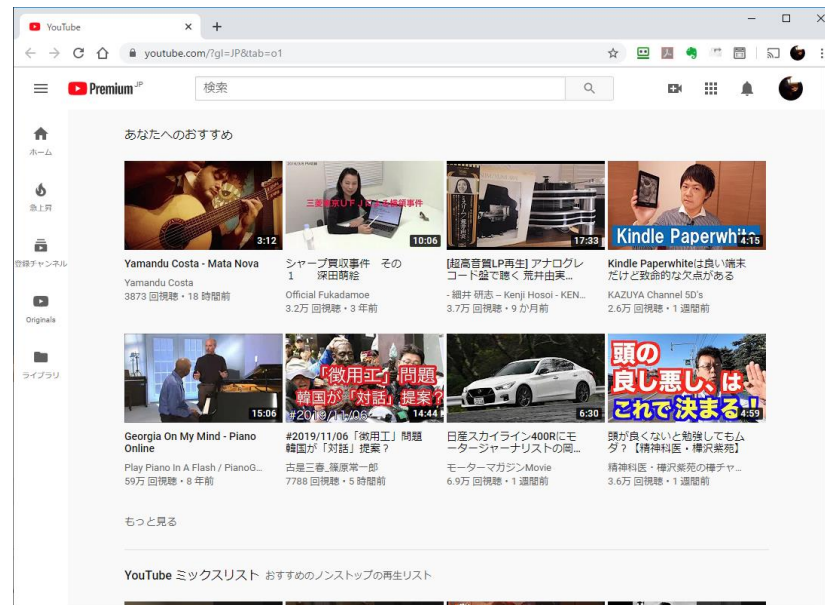 YouTube
youtube.com/?gl=JP&tab=o1
Premium JP
検索
ホーム
急上昇
登録チャンネル
Originals
ライブラリ
あなたへのおすすめ
3:12
10:06
17:33
Kindle Paperwhite
4:15
Yamandu Costa - Mata Nova
Yamandu Costa
3873 回視聴・18 時間前
シャープ買収事件 その
1 深田萌絵
Official Fukadamoe
3.2万 回視聴・3 年前
[超高音質LP再生] アナログレ
コード盤で聴く 荒井由実...
- 細井 研志 – Kenji Hosoi - KEN...
3.7万 回視聴・9 か月前
Kindle Paperwhiteは良い端末
だけど致命的な欠点がある
KAZUYA Channel 5D's
2.6万 回視聴・1 週間前
15:06
「徴用工」問題
韓国が「対話」提案?
#2019/11/06
14:44
6:30
頭の
良し悪し、は
これで決まる!
4:59
Georgia On My Mind - Piano
Online
Play Piano In A Flash / PianoG...
59万 回視聴・8 年前
#2019/11/06「徴用工」問題
韓国が「対話」提案?
古是三春_篠原常一郎
7788 回視聴・5 時間前
日産スカイライン400Rにモ
ータージャーナリストの岡...
モーターマガジンMovie
6.9万 回視聴・1 週間前
頭が良くないと勉強してもム
ダ?【精神科医・樺沢紫苑】
精神科医・樺沢紫苑の樺チャ...
3.6万 回視聴・1 週間前
もっと見る
YouTube ミックスリスト おすすめのノンストップの再生リスト